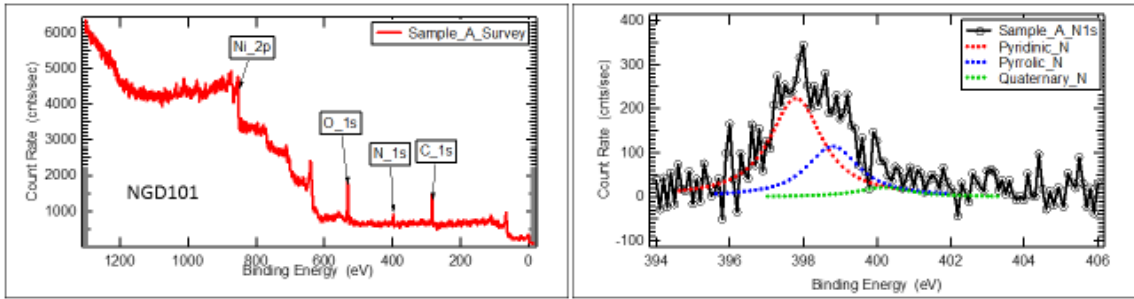 6000
5000
4000
3000
2000
1000
Count Rate (cnts/sec)
Sample_A_Survey
Ni_2p
O_1s
N_1s
C_1s
NGD101
1200 1000 800 600 400 200 0
Binding Energy (eV)
400
300
200
100
0
-100
Count Rate (cnts/sec)
Sample_A_N1s
Pyridinic_N
Pyrrolic_N
Quaternary_N
394 396 398 400 402 404 406
Binding Energy (eV)